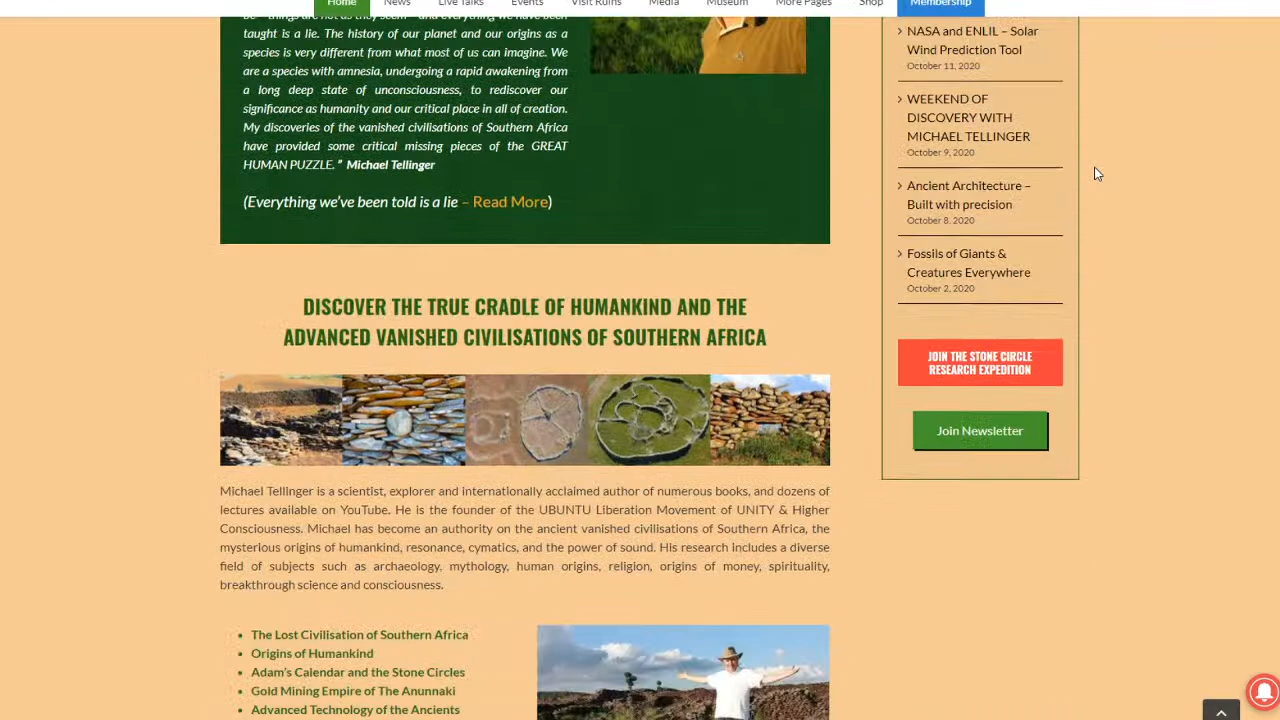 Home News Live Talks Events Visit Ruins Media Museum More Pages Shop Membership
taught is a lie. The history of our planet and our origins as a
species is very different from what most of us can imagine. We
are a species with amnesia, undergoing a rapid awakening from
a long deep state of unconsciousness, to rediscover our
significance as humanity and our critical place in all of creation.
My discoveries of the vanished civilisations of Southern Africa
have provided some critical missing pieces of the GREAT
HUMAN PUZZLE. " Michael Tellinger
(Everything we've been told is a lie – Read More)
DISCOVER THE TRUE CRADLE OF HUMANKIND AND THE
ADVANCED VANISHED CIVILISATIONS OF SOUTHERN AFRICA
Michael Tellinger is a scientist, explorer and internationally acclaimed author of numerous books, and dozens of
lectures available on YouTube. He is the founder of the UBUNTU Liberation Movement of UNITY & Higher
Consciousness. Michael has become an authority on the ancient vanished civilisations of Southern Africa, the
mysterious origins of humankind, resonance, cymatics, and the power of sound. His research includes a diverse
field of subjects such as archaeology, mythology, human origins, religion, origins of money, spirituality,
breakthrough science and consciousness.
The Lost Civilisation of Southern Africa
Origins of Humankind
Adam's Calendar and the Stone Circles
Gold Mining Empire of The Anunnaki
Advanced Technology of the Ancients
NASA and ENLIL – Solar
Wind Prediction Tool
October 11, 2020
WEEKEND OF
DISCOVERY WITH
MICHAEL TELLINGER
October 9, 2020
Ancient Architecture –
Built with precision
October 8, 2020
Fossils of Giants &
Creatures Everywhere
October 2, 2020
JOIN THE STONE CIRCLE
RESEARCH EXPEDITION
Join Newsletter